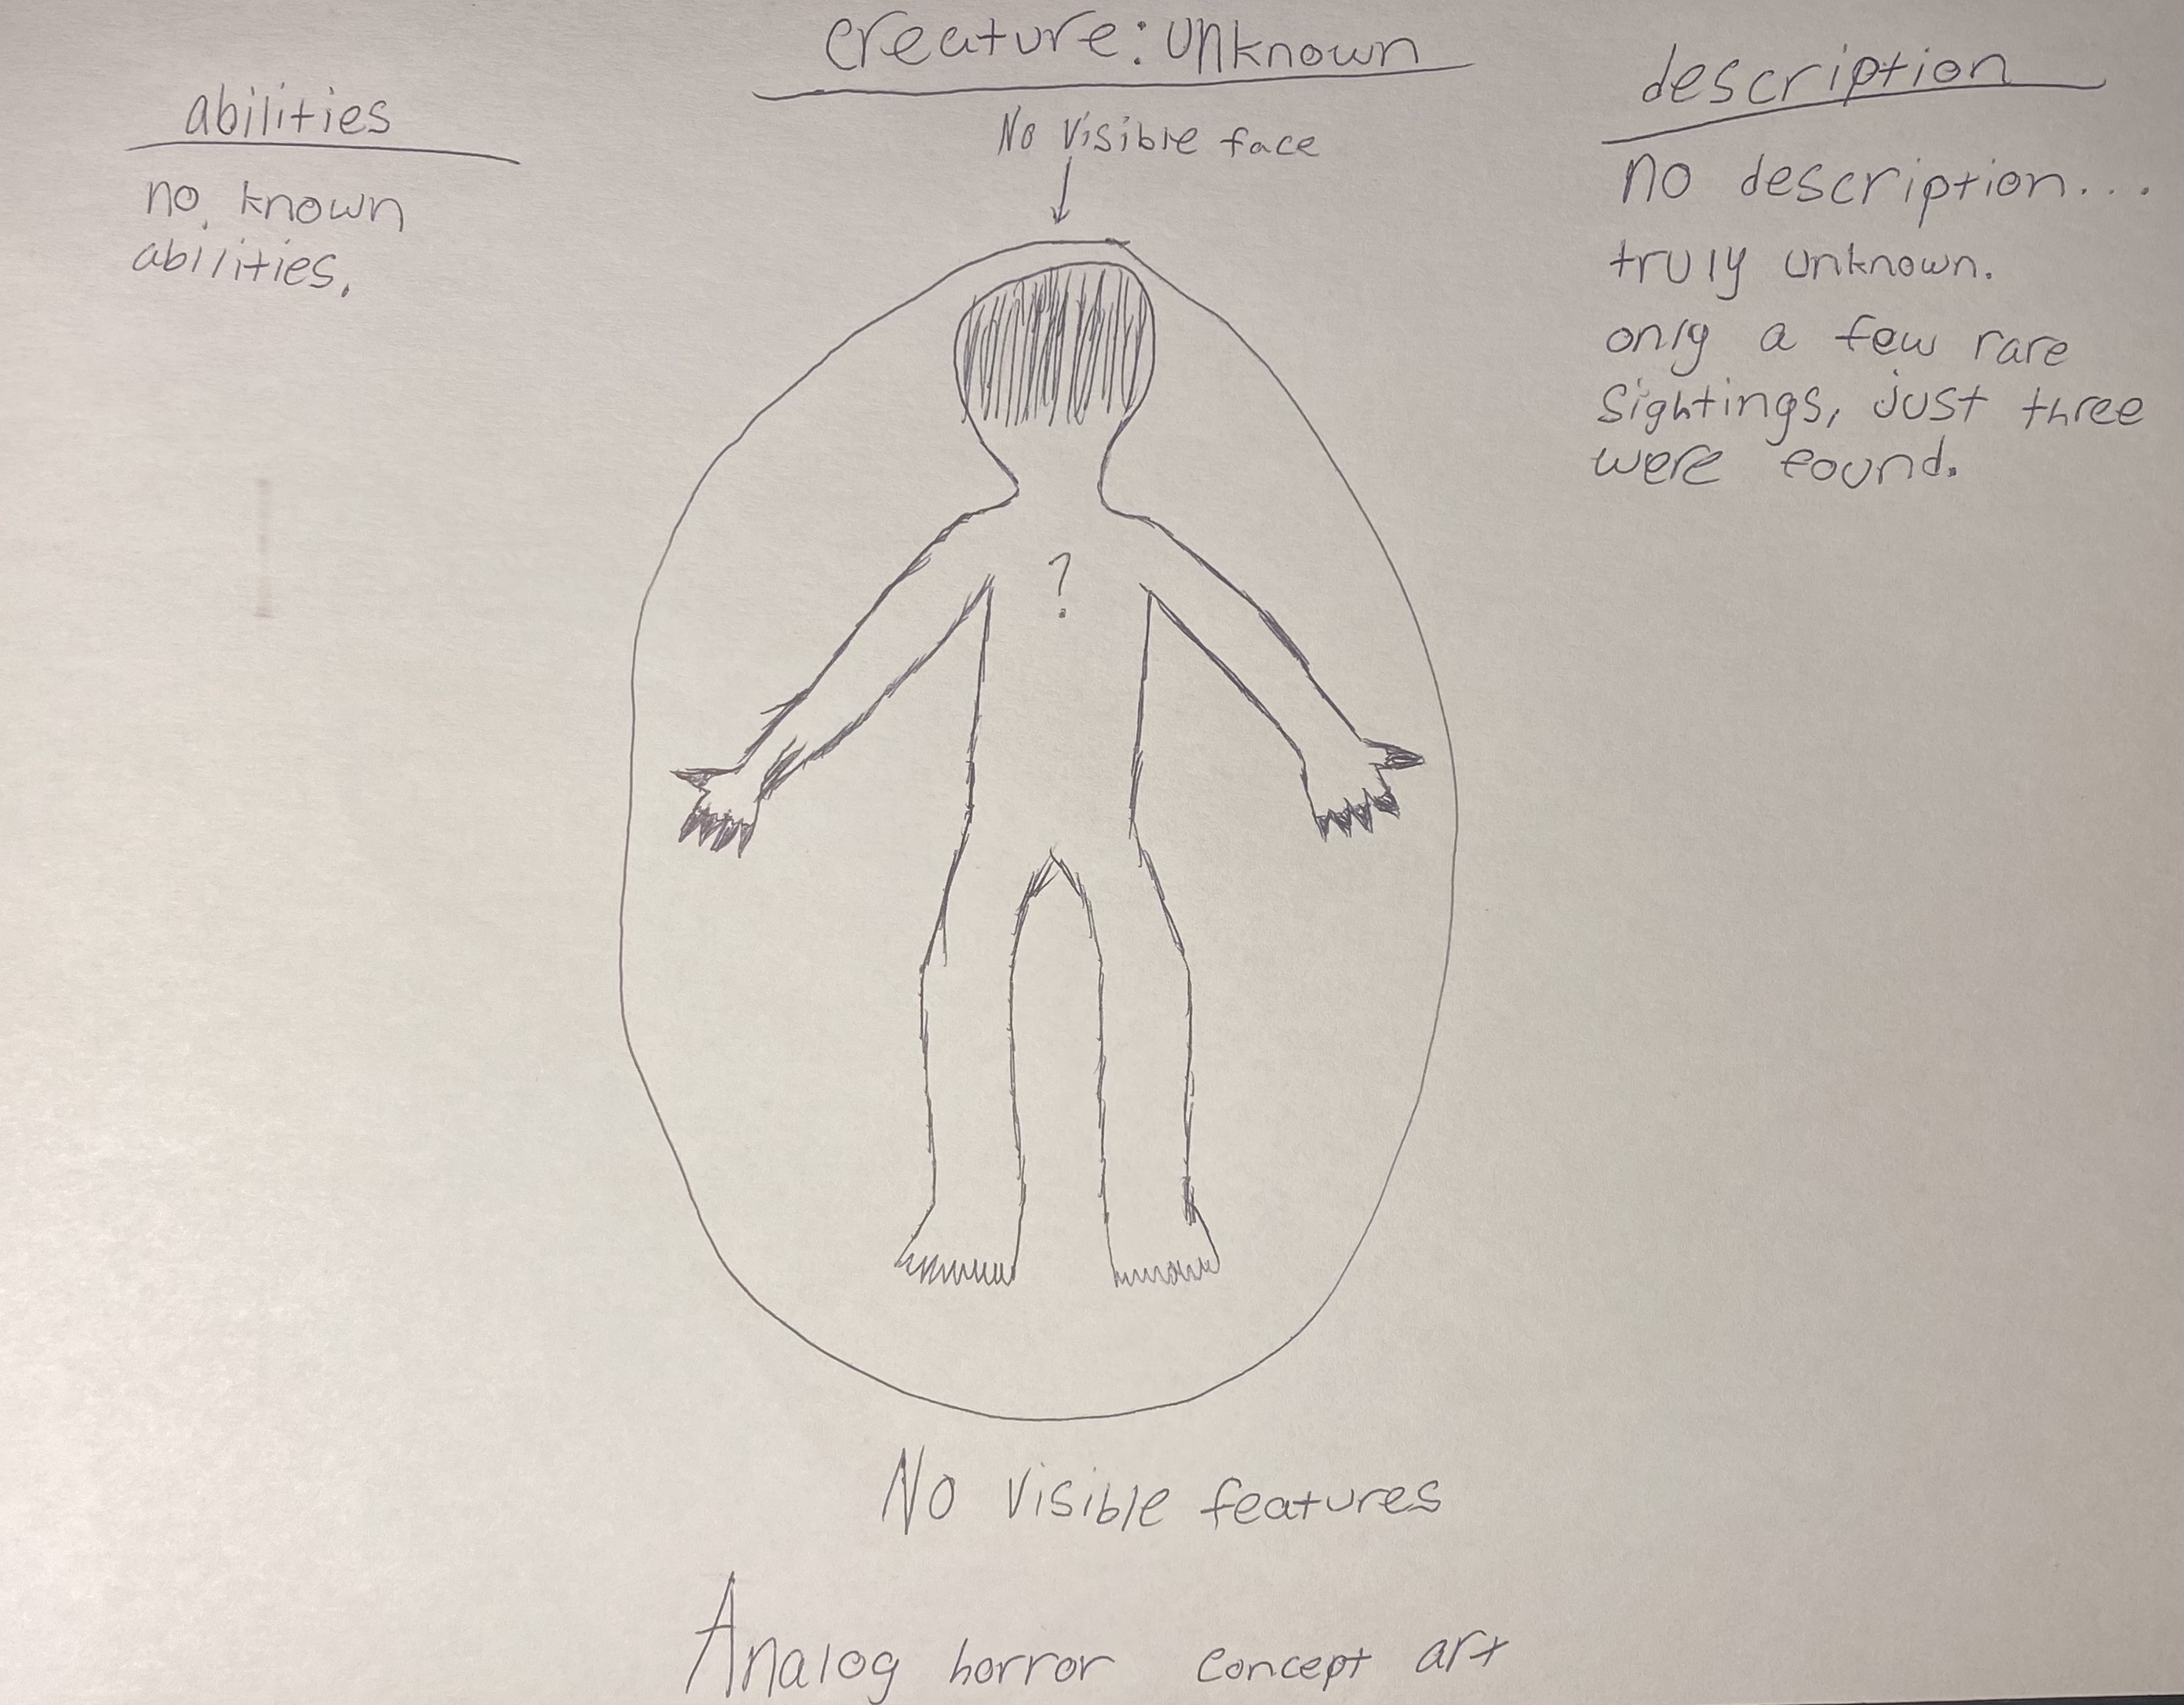 creature: unknown
abilities
no known
abilities.
No visible face
?
description
no description...
truly unknown.
only a few rare
sightings, just three
were found.
No visible features
Analog horror concept art